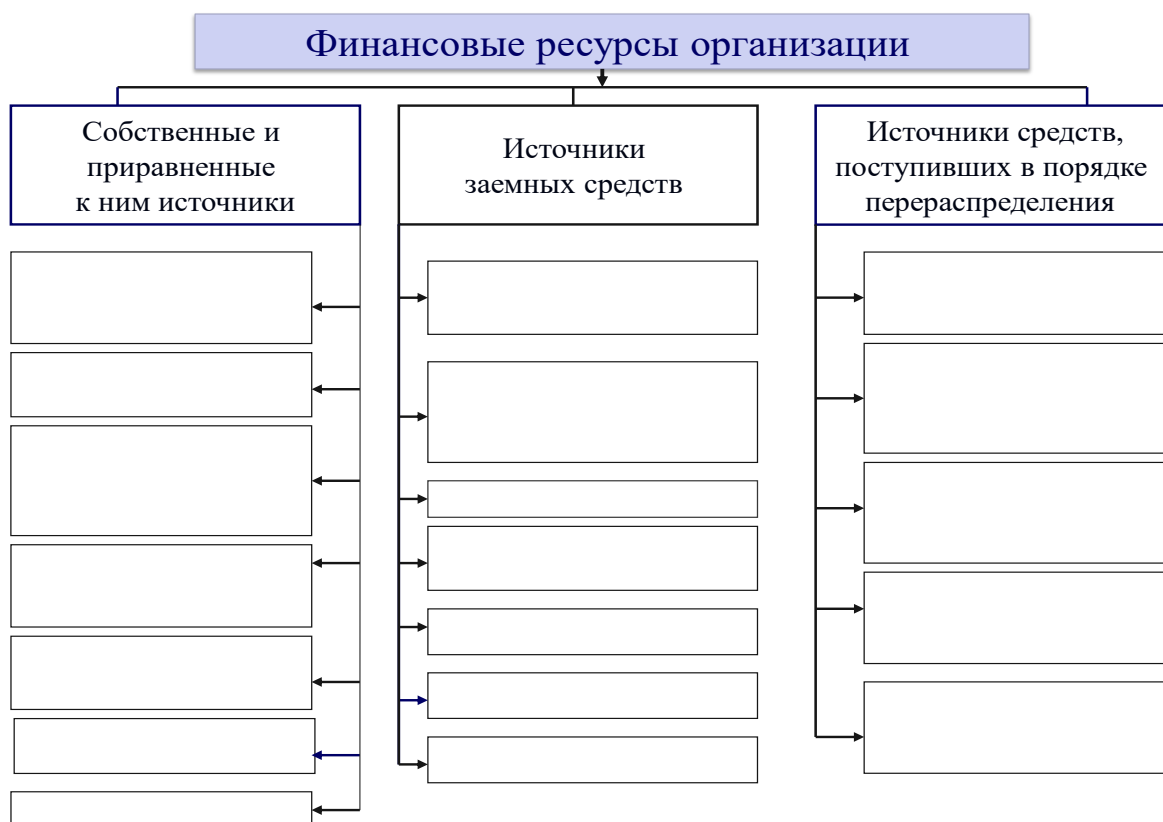 Финансовые ресурсы организации
Собственные и
приравненные
к ним источники
Источники
заемных средств
Источники средств,
поступивших в порядке
перераспределения